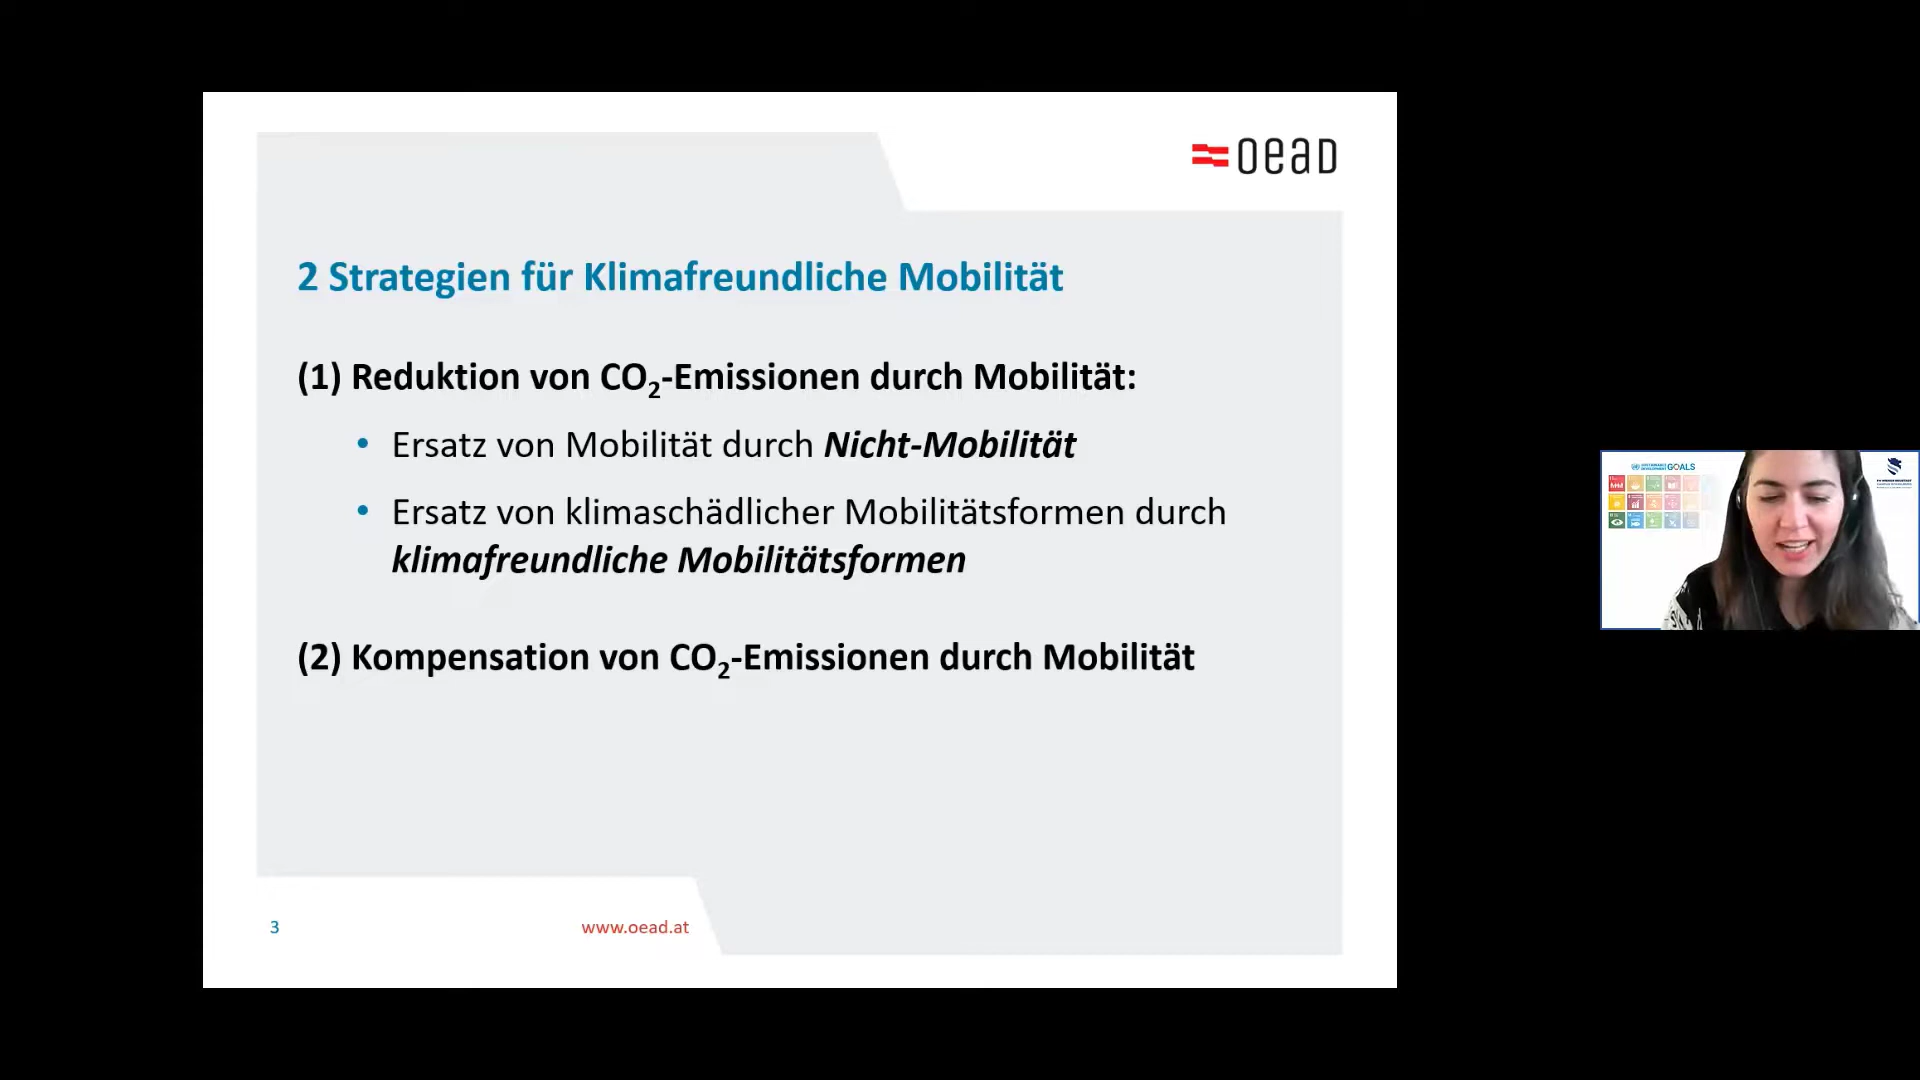 oead
2 Strategien für Klimafreundliche Mobilität
(1) Reduktion von CO₂-Emissionen durch Mobilität:
• Ersatz von Mobilität durch Nicht-Mobilität
• Ersatz von klimaschädlicher Mobilitätsformen durch
klimafreundliche Mobilitätsformen
(2) Kompensation von CO₂-Emissionen durch Mobilität
3
www.oead.at
GOALS